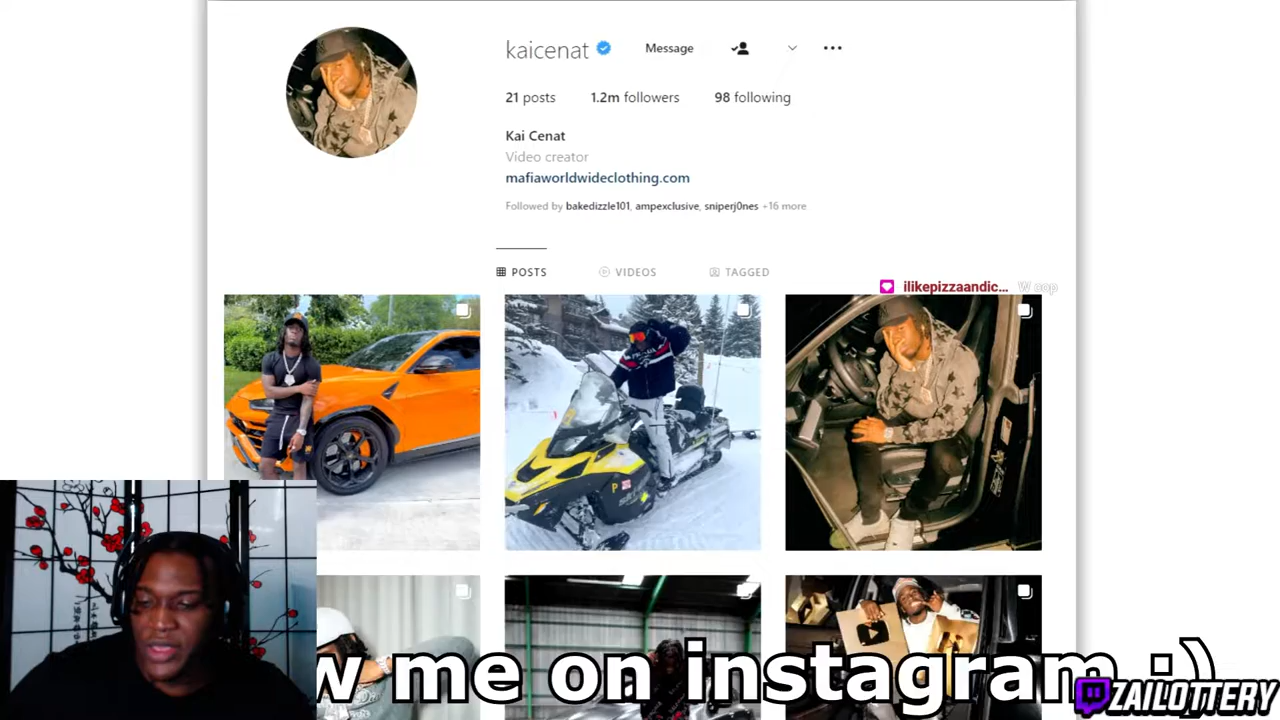 kaicenat Message
21 posts 1.2m followers 98 following
Kai Cenat
Video creator
mafiaworldwideclothing.com
Followed by bakedizzle101, ampexclusive, sniperj0nes +16 more
POSTS VIDEOS TAGGED
ilikepizzaandic... W oop
w me on instagram :)
ZAILOTTERY